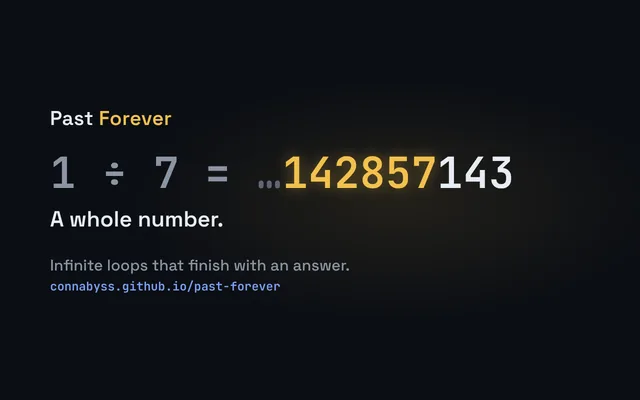 Past Forever
1 ÷ 7 = …142857143
A whole number.
Infinite loops that finish with an answer.
connabyss.github.io/past-forever